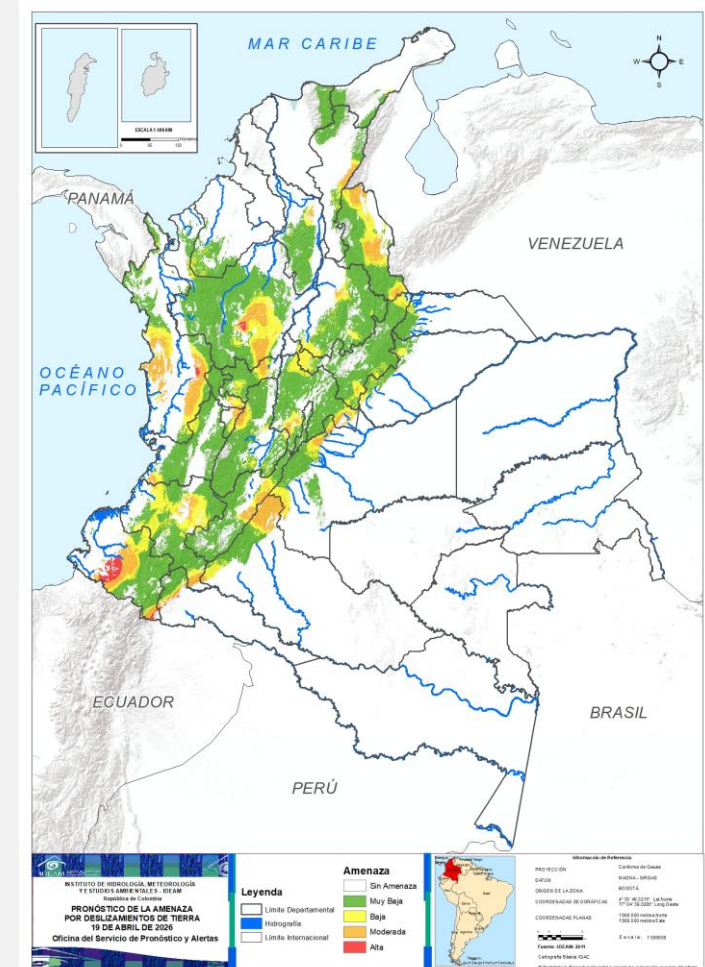 MAR CARIBE
N
W
E
S
PANAMÁ
VENEZUELA
OCÉANO
PACÍFICO
ECUADOR
BRASIL
PERÚ
IDEAM
INSTITUTO DE HIDROLOGÍA, METEOROLOGÍA
Y ESTUDIOS AMBIENTALES - IDEAM
República de Colombia
PRONÓSTICO DE LA AMENAZA
POR DESLIZAMIENTOS DE TIERRA
19 DE ABRIL DE 2026
Oficina del Servicio de Pronóstico y Alertas
Leyenda
Límite Departamental
Hidrografía
Límite Internacional
Amenaza
Sin Amenaza
Muy Baja
Baja
Moderada
Alta
Información de Referencia
PROYECCIÓN
Conforme de Gauss
DATUM
MAGNA - SIRGAS
ORIGEN DE LA ZONA
BOGOTÁ
COORDENADAS GEOGRÁFICAS
COORDENADAS PLANAS
Fuente: IDEAM 2011
Cartografía Básica IGAC